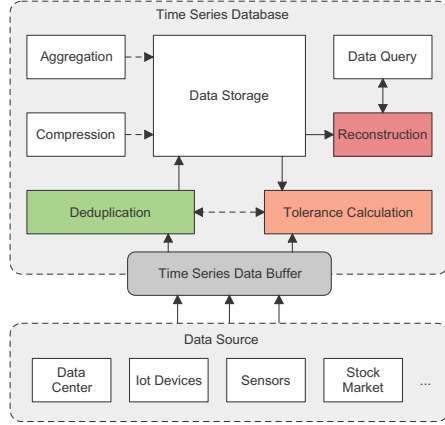 Time Series Database
Aggregation
Data Storage
Data Query
Compression
Reconstruction
Deduplication
Tolerance Calculation
Time Series Data Buffer
Data Source
Data
Center
Iot Devices
Sensors
Stock
Market
...